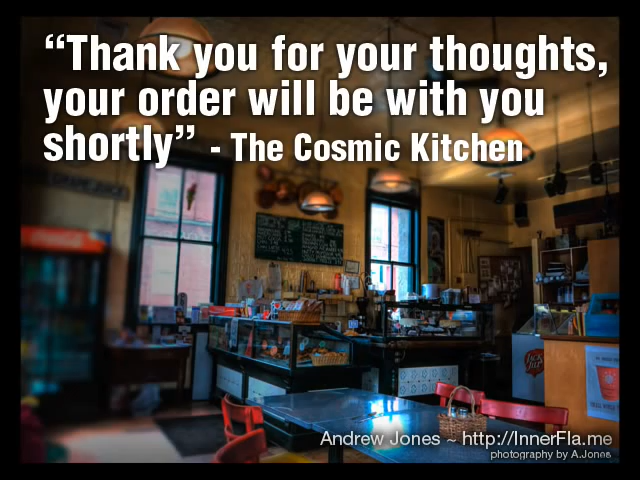 “Thank you for your thoughts,
your order will be with you
shortly” - The Cosmic Kitchen
Andrew Jones ~ http://InnerFla.me
photography by A.Jones